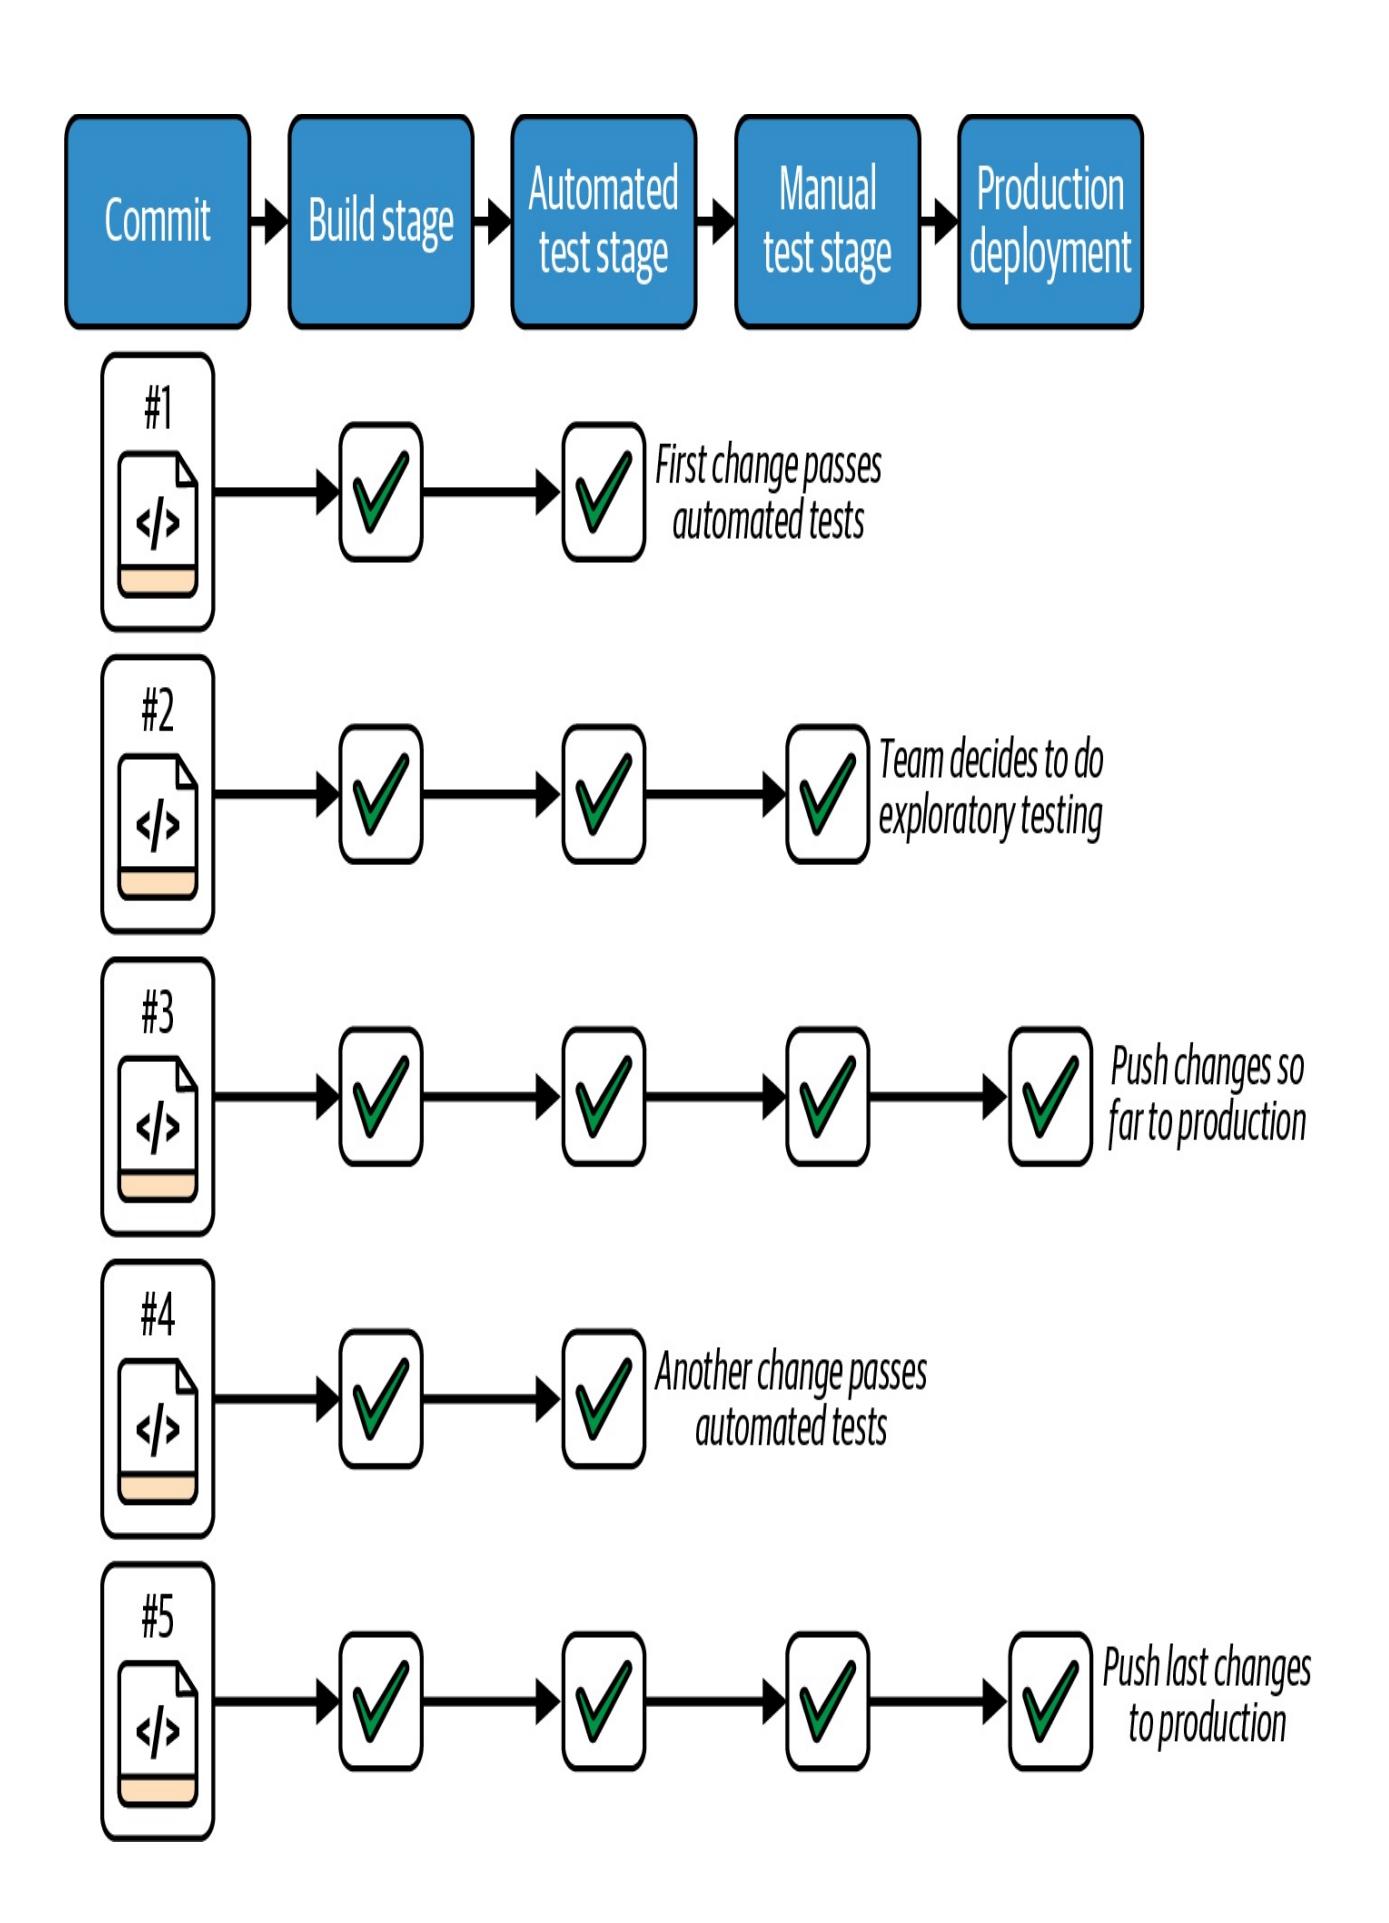 Commit
Build stage
Automated
test stage
Manual
test stage
Production
deployment
#1
</>
First change passes
automated tests
#2
</>
Team decides to do
exploratory testing
#3
</>
Push changes so
far to production
#4
</>
Another change passes
automated tests
#5
</>
Push last changes
to production